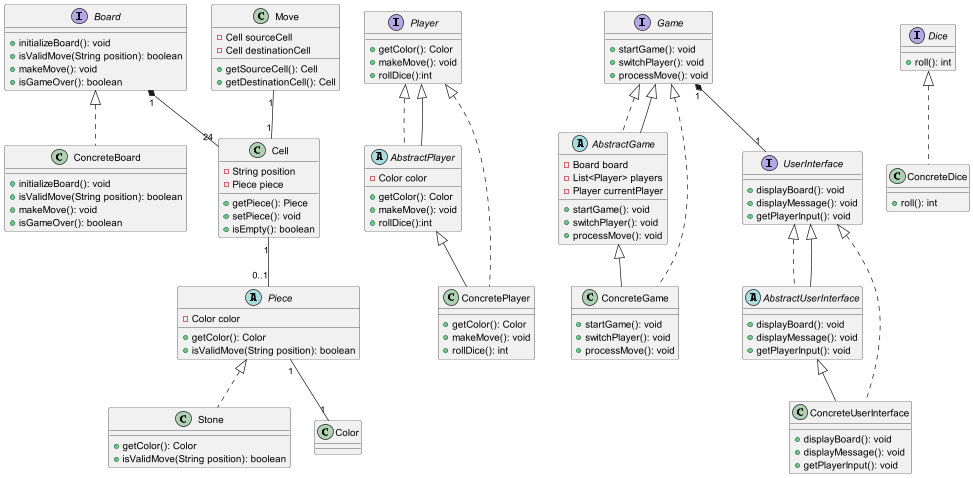 I Board
+initializeBoard(): void
+isValidMove(String position): boolean
+makeMove(): void
+isGameOver(): boolean
C Move
Cell sourceCell
Cell destinationCell
getSourceCell(): Cell
getDestinationCell(): Cell
I Player
getColor(): Color
makeMove(): void
rollDice():int
I Game
startGame(): void
switchPlayer(): void
processMove(): void
I Dice
roll(): int
1
24
1
1
1
1
C ConcreteBoard
initializeBoard(): void
isValidMove(String position): boolean
makeMove(): void
isGameOver(): boolean
C Cell
String position
Piece piece
getPiece(): Piece
setPiece(): void
isEmpty(): boolean
A AbstractPlayer
Color color
getColor(): Color
makeMove(): void
rollDice():int
A AbstractGame
Board board
List<Player> players
Player currentPlayer
startGame(): void
switchPlayer(): void
processMove(): void
I UserInterface
displayBoard(): void
displayMessage(): void
getPlayerInput(): void
C ConcreteDice
roll(): int
1
0..1
A Piece
Color color
getColor(): Color
isValidMove(String position): boolean
C ConcretePlayer
getColor(): Color
makeMove(): void
rollDice(): int
C ConcreteGame
startGame(): void
switchPlayer(): void
processMove(): void
A AbstractUserInterface
displayBoard(): void
displayMessage(): void
getPlayerInput(): void
1
1
C Stone
getColor(): Color
isValidMove(String position): boolean
C Color
C ConcreteUserInterface
displayBoard(): void
displayMessage(): void
getPlayerInput(): void